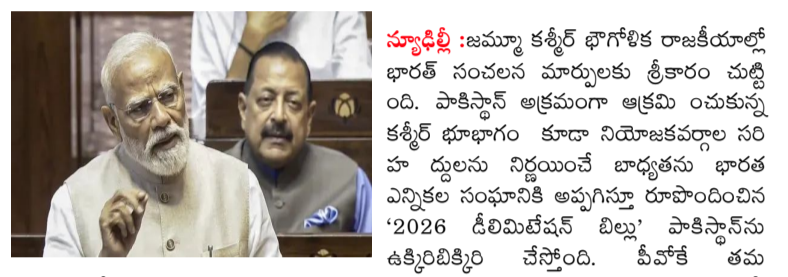 న్యూఢిల్లీ :జమ్మూ కశ్మీర్ భౌగోళిక రాజకీయాల్లో
భారత్ సంచలన మార్పులకు శ్రీకారం చుట్టి
ంది. పాకిస్థాన్ అక్రమంగా ఆక్రమి ంచుకున్న
కశ్మీర్ భూభాగం కూడా నియోజకవర్గాల సరి
హ ద్దులను నిర్ణయించే బాధ్యతను భారత
ఎన్నికల సంఘానికి అప్పగిస్తూ రూపొందించిన
‘2026 డీలిమిటేషన్ బిల్లు’ పాకిస్థాన్‌ను
ఉక్కిరిబిక్కిరి చేస్తోంది. పీవోకే తమ